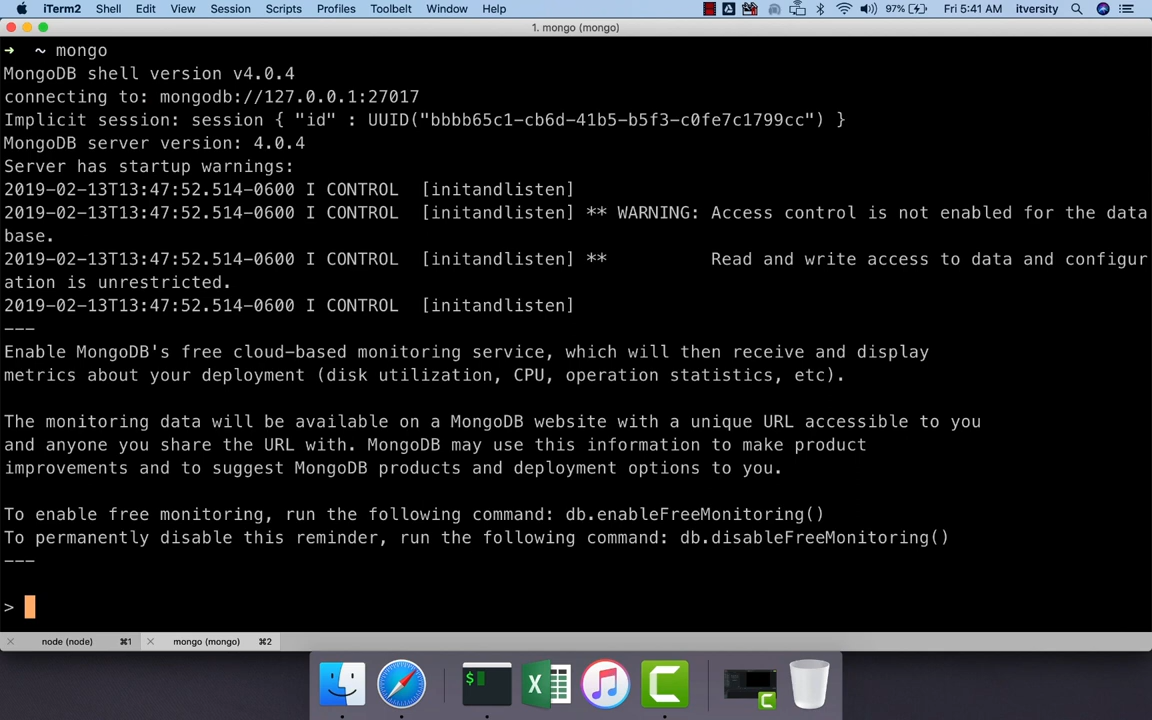 iTerm2 Shell Edit View Session Scripts Profiles Toolbelt Window Help 97% Fri 5:41 AM itversity
1. mongo (mongo)
➜ ~ mongo
MongoDB shell version v4.0.4
connecting to: mongodb://127.0.0.1:27017
Implicit session: session { "id" : UUID("bbbb65c1-cb6d-41b5-b5f3-c0fe7c1799cc") }
MongoDB server version: 4.0.4
Server has startup warnings:
2019-02-13T13:47:52.514-0600 I CONTROL  [initandlisten]
2019-02-13T13:47:52.514-0600 I CONTROL  [initandlisten] ** WARNING: Access control is not enabled for the data
base.
2019-02-13T13:47:52.514-0600 I CONTROL  [initandlisten] **          Read and write access to data and configur
ation is unrestricted.
2019-02-13T13:47:52.514-0600 I CONTROL  [initandlisten]
---
Enable MongoDB's free cloud-based monitoring service, which will then receive and display
metrics about your deployment (disk utilization, CPU, operation statistics, etc).
The monitoring data will be available on a MongoDB website with a unique URL accessible to you
and anyone you share the URL with. MongoDB may use this information to make product
improvements and to suggest MongoDB products and deployment options to you.
To enable free monitoring, run the following command: db.enableFreeMonitoring()
To permanently disable this reminder, run the following command: db.disableFreeMonitoring()
---
>
node (node) ⌘1 mongo (mongo) ⌘2